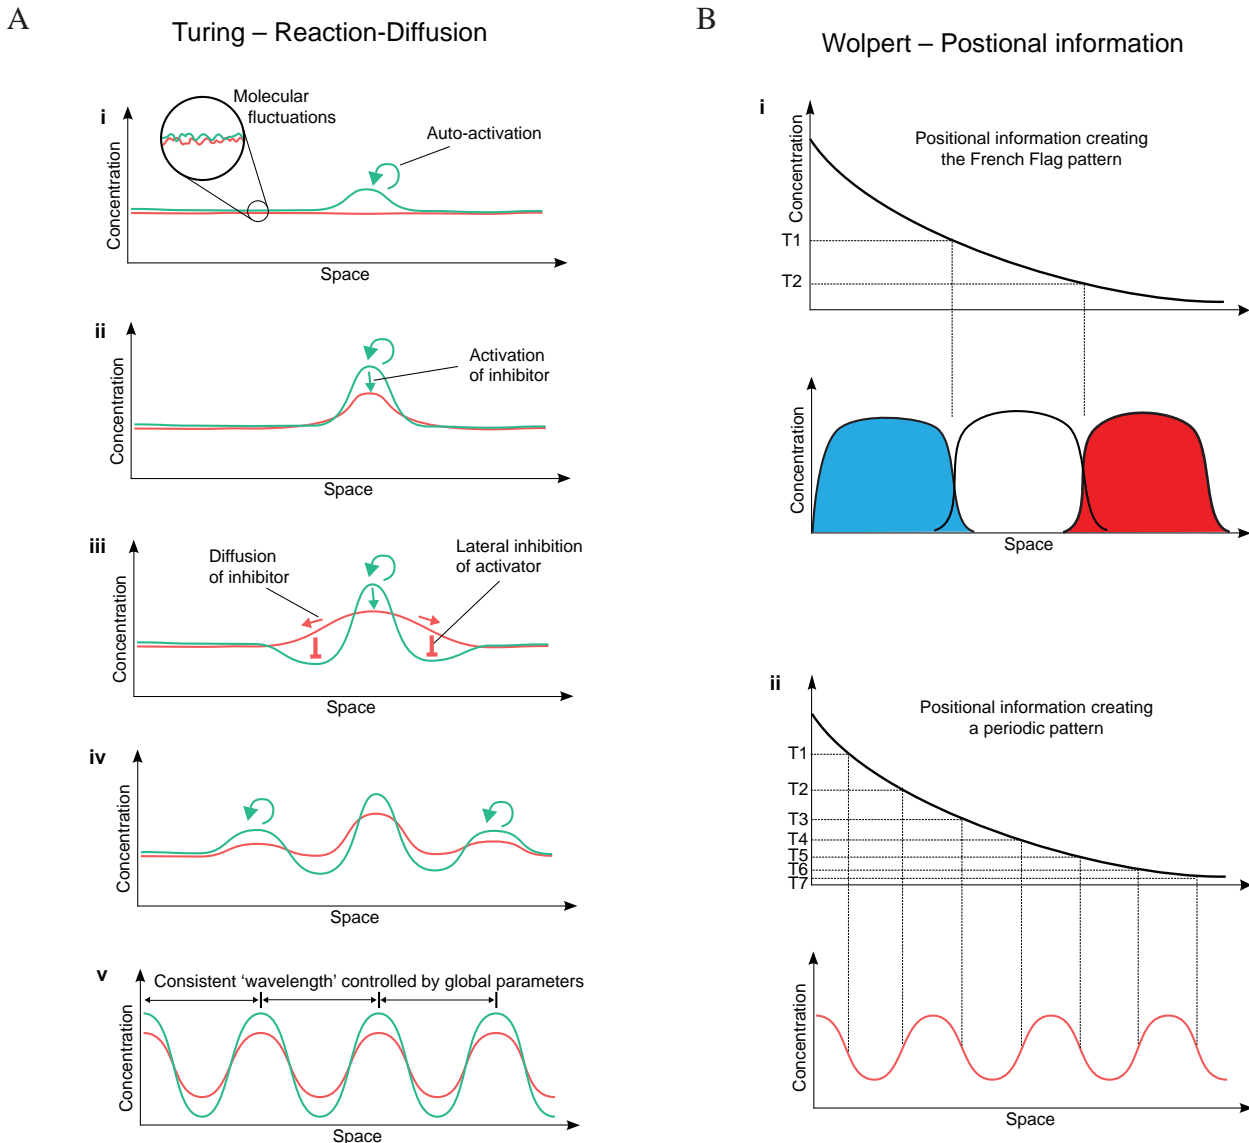 A
Turing – Reaction-Diffusion
i
Molecular
fluctuations
Auto-activation
Concentration
Space
ii
Activation
of inhibitor
Concentration
Space
iii
Diffusion
of inhibitor
Lateral inhibition
of activator
Concentration
Space
iv
Concentration
Space
v
Consistent ‘wavelength’ controlled by global parameters
Concentration
Space
B
Wolpert – Postional information
i
Positional information creating
the French Flag pattern
Concentration
T1
T2
Concentration
Space
ii
Positional information creating
a periodic pattern
T1
T2
T3
T4
T5
T6
T7
Concentration
Space